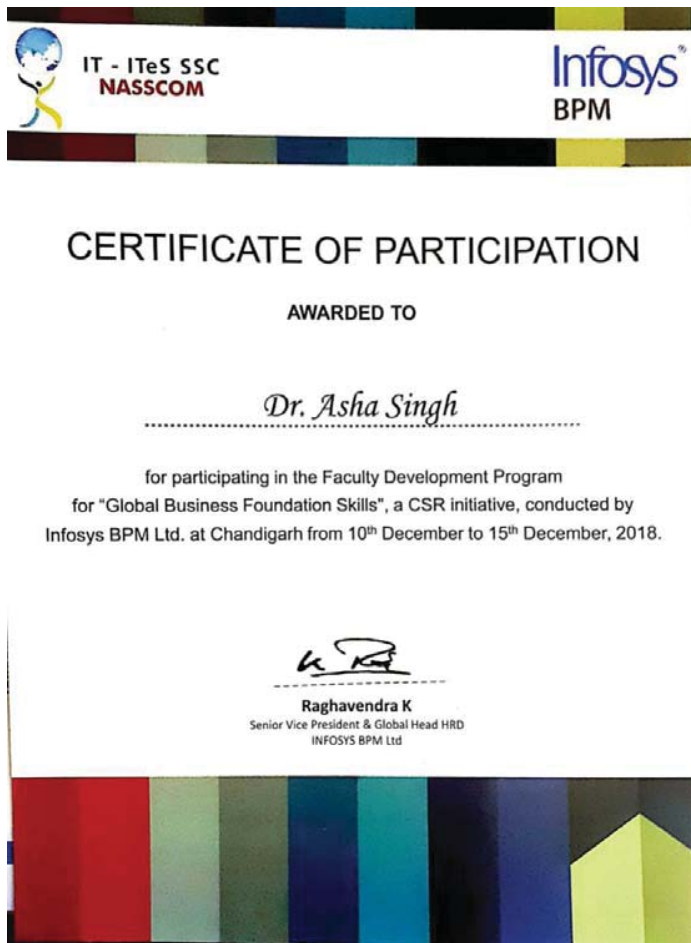 IT - ITeS SSC
NASSCOM
Infosys®
BPM
CERTIFICATE OF PARTICIPATION
AWARDED TO
Dr. Asha Singh
for participating in the Faculty Development Program
for "Global Business Foundation Skills", a CSR initiative, conducted by
Infosys BPM Ltd. at Chandigarh from 10th December to 15th December, 2018.
Raghavendra K
Senior Vice President & Global Head HRD
INFOSYS BPM Ltd